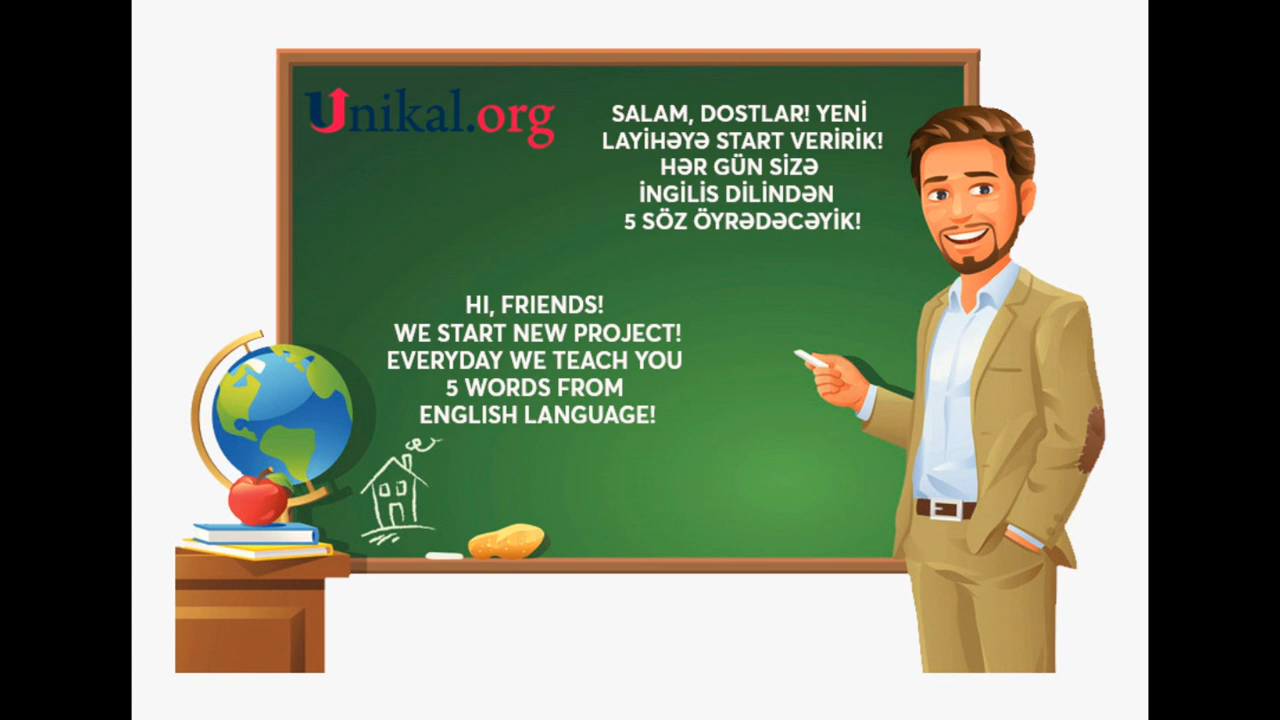 Unikal.org
SALAM, DOSTLAR! YENİ
LAYİHƏYƏ START VERİRİK!
HƏR GÜN SİZƏ
İNGİLİS DİLİNDƏN
5 SÖZ ÖYRƏDƏCƏYİK!
HI, FRIENDS!
WE START NEW PROJECT!
EVERYDAY WE TEACH YOU
5 WORDS FROM
ENGLISH LANGUAGE!